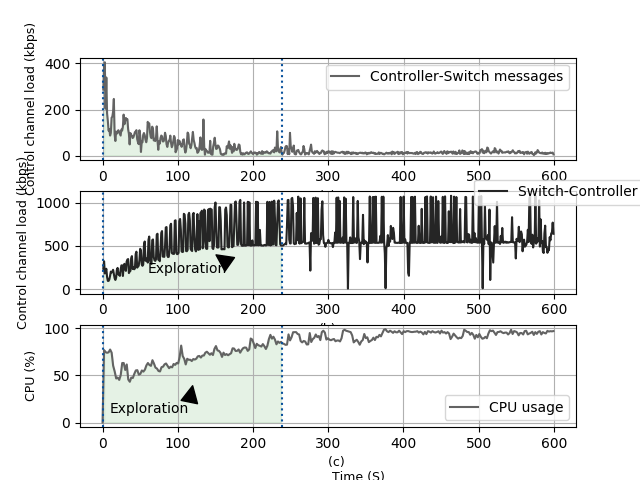 Control channel load (kbps)
400
200
0
Controller-Switch messages
0 100 200 300 400 500 600
Control channel load (kbps)
1000
500
0
Switch-Controller
Exploration
0 100 200 300 400 500 600
CPU (%)
100
50
0
Exploration
CPU usage
0 100 200 300 400 500 600
(c)
Time (S)